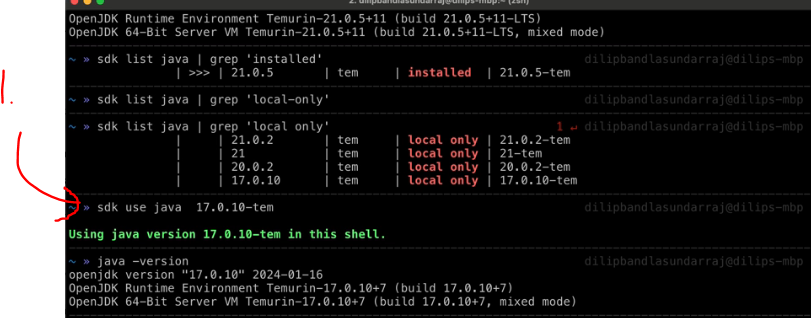 2. dilipbandlasundarraj@dilips-mbp:~ (zsh)
OpenJDK Runtime Environment Temurin-21.0.5+11 (build 21.0.5+11-LTS)
OpenJDK 64-Bit Server VM Temurin-21.0.5+11 (build 21.0.5+11-LTS, mixed mode)
~ » sdk list java | grep 'installed' dilipbandlasundarraj@dilips-mbp
| >>> | 21.0.5 | tem | installed | 21.0.5-tem
~ » sdk list java | grep 'local-only' dilipbandlasundarraj@dilips-mbp
~ » sdk list java | grep 'local only' 1 ↵ dilipbandlasundarraj@dilips-mbp
| | 21.0.2 | tem | local only | 21.0.2-tem
| | 21 | tem | local only | 21-tem
| | 20.0.2 | tem | local only | 20.0.2-tem
| | 17.0.10 | tem | local only | 17.0.10-tem
1.
~ » sdk use java  17.0.10-tem dilipbandlasundarraj@dilips-mbp
Using java version 17.0.10-tem in this shell.
~ » java -version dilipbandlasundarraj@dilips-mbp
openjdk version "17.0.10" 2024-01-16
OpenJDK Runtime Environment Temurin-17.0.10+7 (build 17.0.10+7)
OpenJDK 64-Bit Server VM Temurin-17.0.10+7 (build 17.0.10+7, mixed mode)